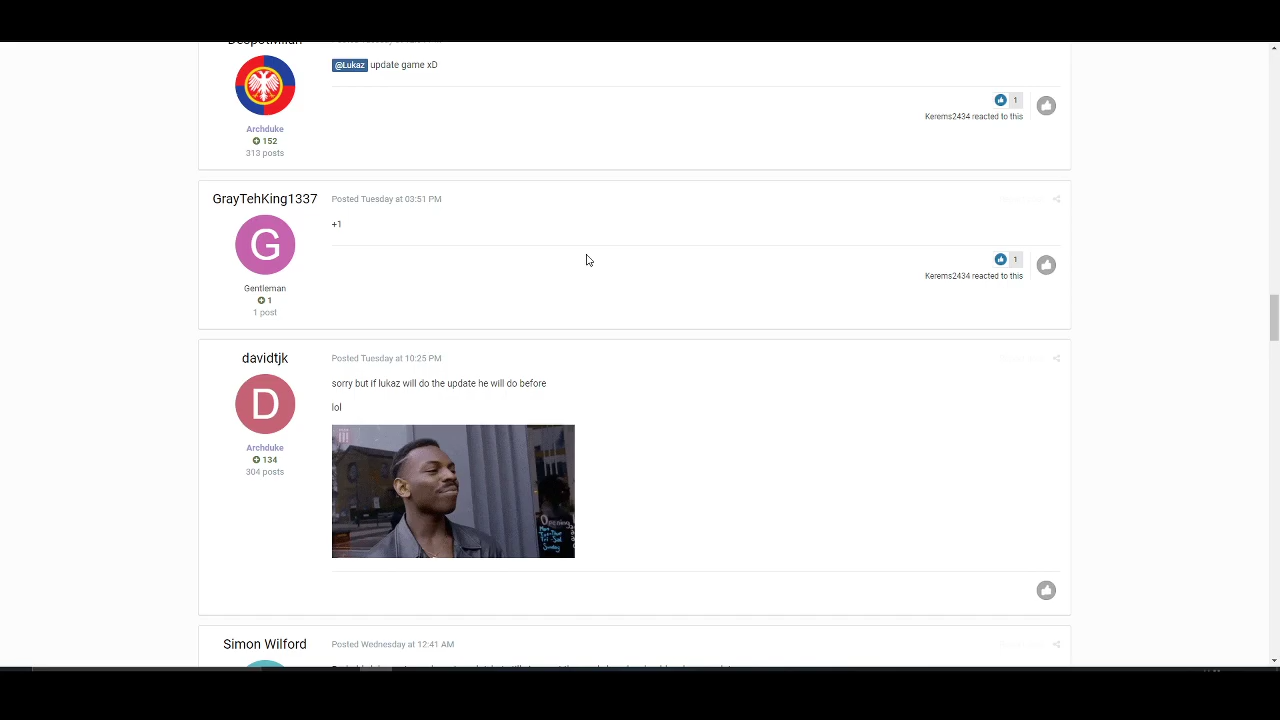 @Lukaz update game xD
1
Kerems2434 reacted to this
Archduke
152
313 posts
GrayTehKing1337
Posted Tuesday at 03:51 PM
+1
G
1
Kerems2434 reacted to this
Gentleman
1
1 post
davidtjk
Posted Tuesday at 10:25 PM
sorry but if lukaz will do the update he will do before
lol
D
Archduke
134
304 posts
Simon Wilford
Posted Wednesday at 12:41 AM